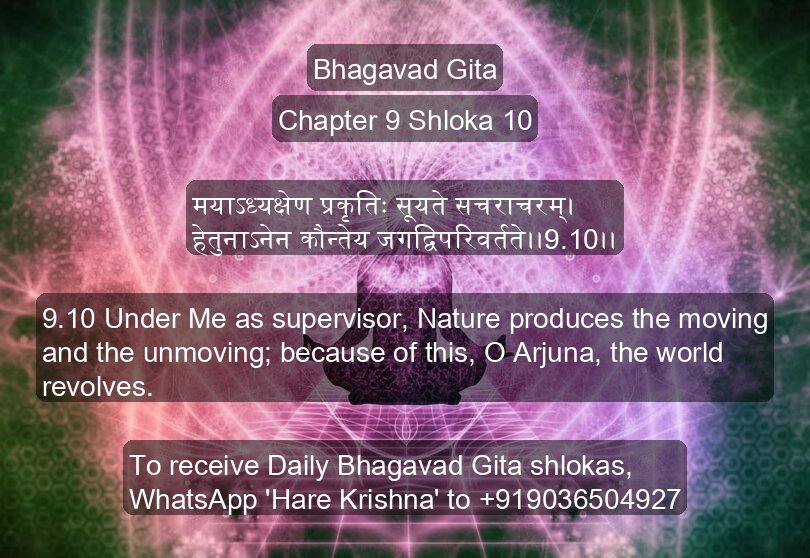 Bhagavad Gita
Chapter 9 Shloka 10
मयाऽध्यक्षेण प्रकृतिः सूयते सचराचरम्।
हेतुनाऽनेन कौन्तेय जगद्विपरिवर्तते।।9.10।।
9.10 Under Me as supervisor, Nature produces the moving
and the unmoving; because of this, O Arjuna, the world
revolves.
To receive Daily Bhagavad Gita shlokas,
WhatsApp 'Hare Krishna' to +919036504927